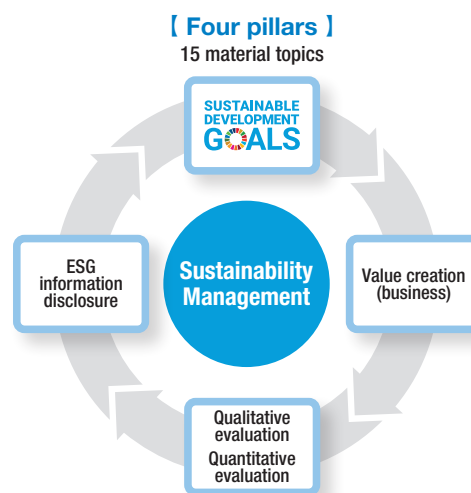 【 Four pillars 】
15 material topics
SUSTAINABLE
DEVELOPMENT
GOALS
ESG
information
disclosure
Sustainability
Management
Value creation
(business)
Qualitative
evaluation
Quantitative
evaluation